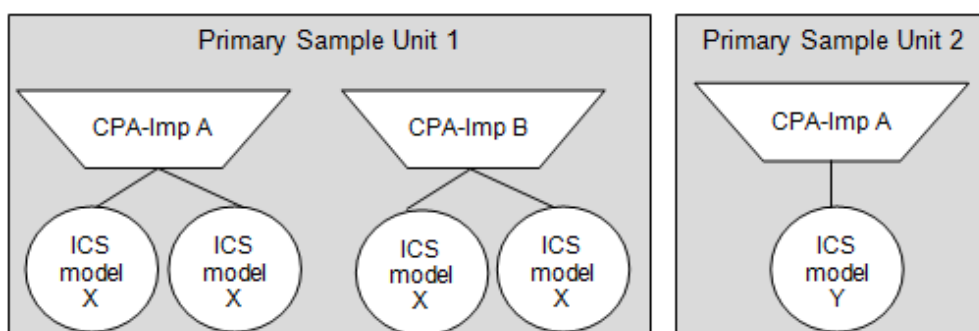 Primary Sample Unit 1
CPA-Imp A
CPA-Imp B
ICS
model
X
ICS
model
X
ICS
model
X
ICS
model
X
Primary Sample Unit 2
CPA-Imp A
ICS
model
Y